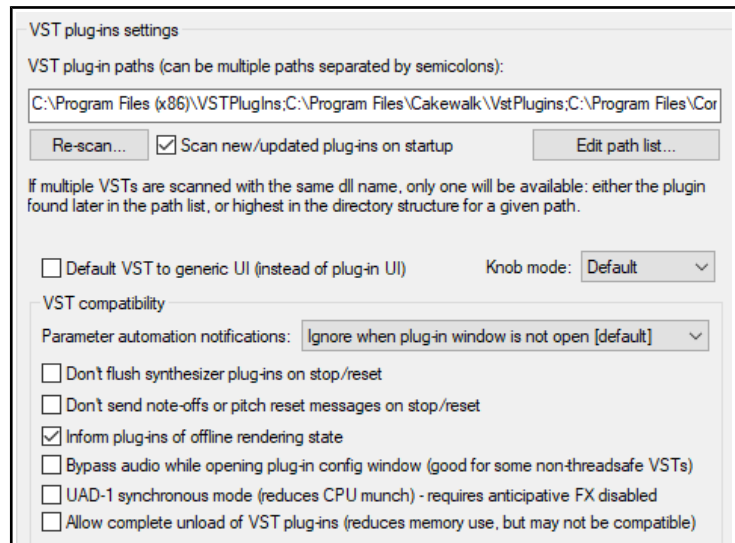 VST plug-ins settings
VST plug-in paths (can be multiple paths separated by semicolons):
C:\Program Files (x86)\VSTPlugIns;C:\Program Files\Cakewalk\VstPlugins;C:\Program Files\Cor
Re-scan... Scan new/updated plug-ins on startup Edit path list...
If multiple VSTs are scanned with the same dll name, only one will be available: either the plugin
found later in the path list, or highest in the directory structure for a given path.
Default VST to generic UI (instead of plug-in UI) Knob mode: Default
VST compatibility
Parameter automation notifications: Ignore when plug-in window is not open [default]
Don't flush synthesizer plug-ins on stop/reset
Don't send note-offs or pitch reset messages on stop/reset
Inform plug-ins of offline rendering state
Bypass audio while opening plug-in config window (good for some non-threadsafe VSTs)
UAD-1 synchronous mode (reduces CPU munch) - requires anticipative FX disabled
Allow complete unload of VST plug-ins (reduces memory use, but may not be compatible)